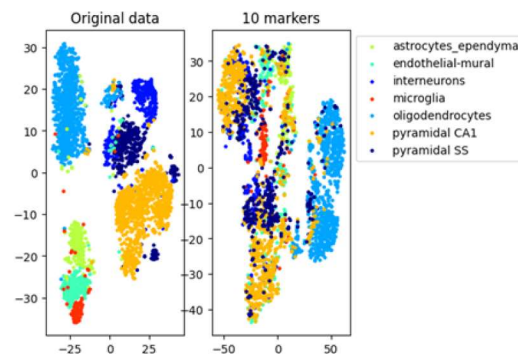 Original data
10 markers
30
20
10
0
−10
−20
−30
−25
0
25
30
20
10
0
−10
−20
−30
−40
−50
0
50
astrocytes_ependyma
endothelial-mural
interneurons
microglia
oligodendrocytes
pyramidal CA1
pyramidal SS